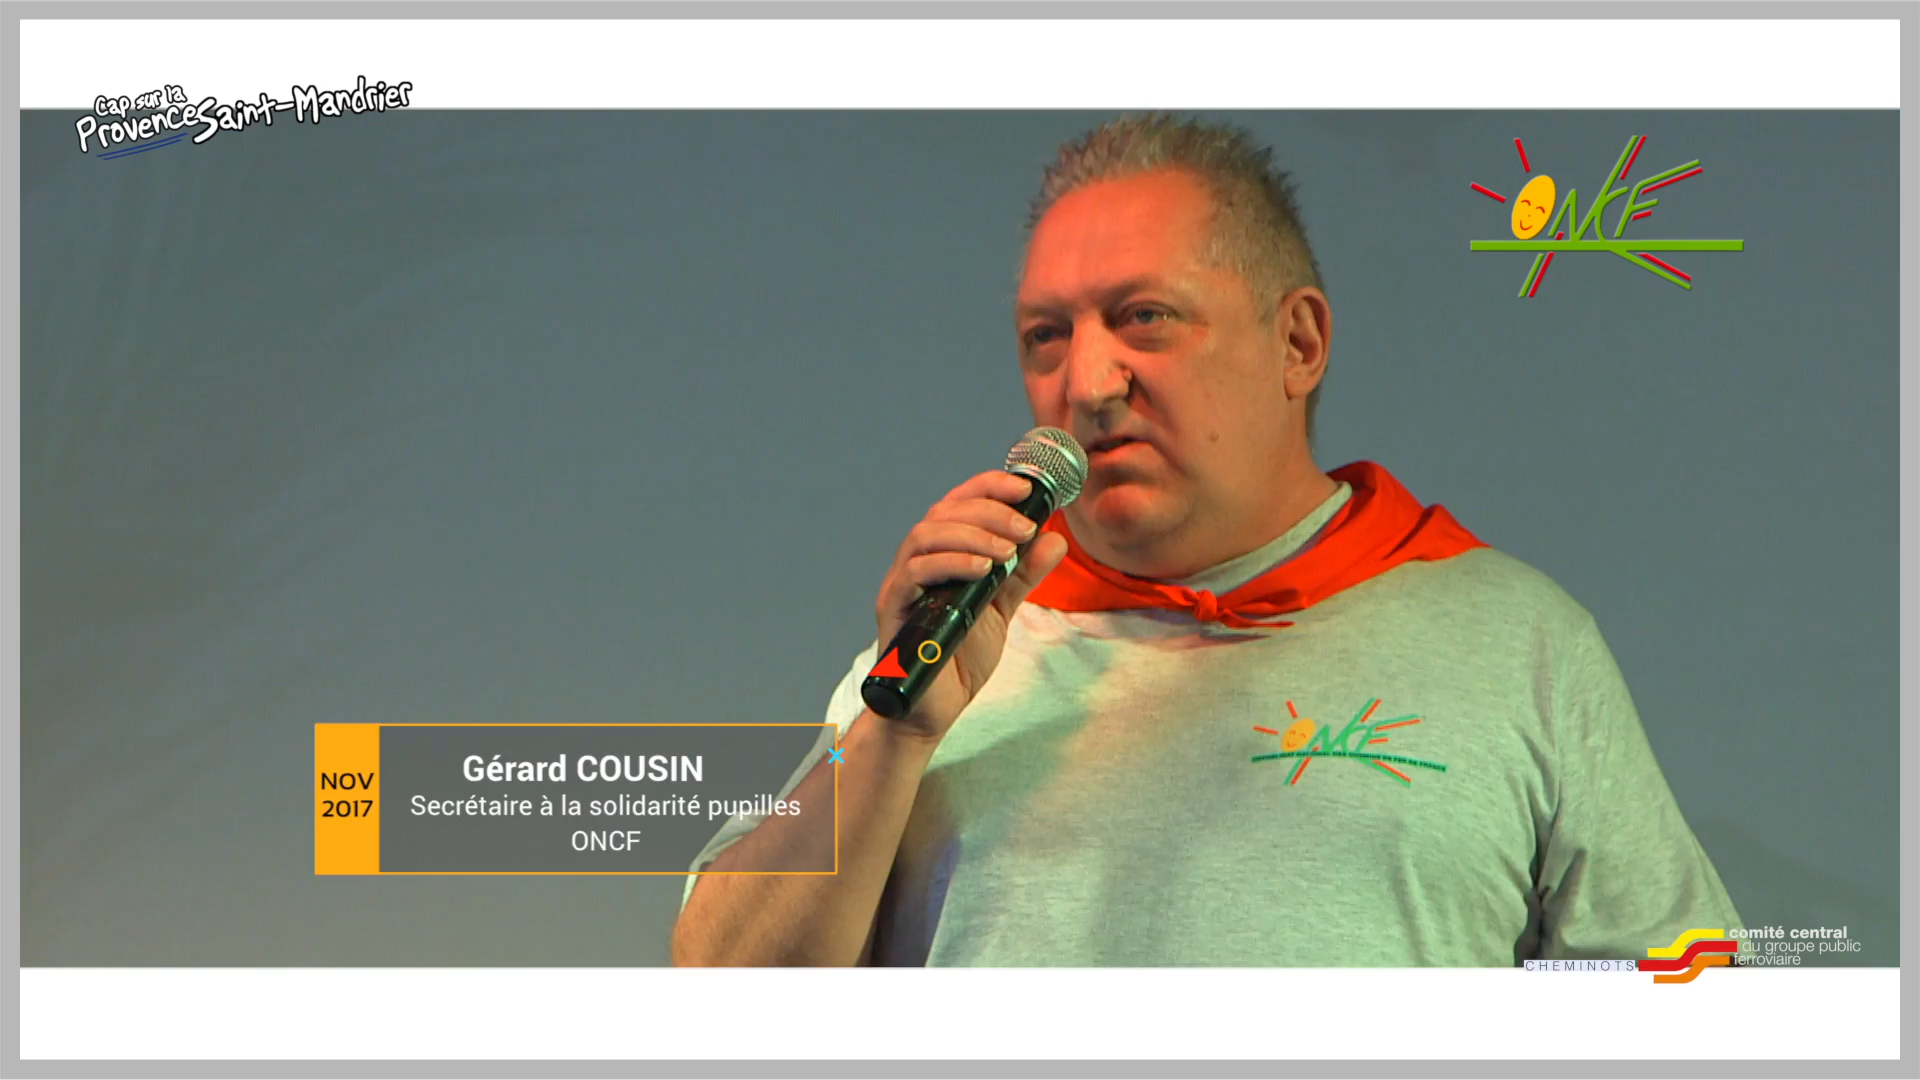 Cap sur la
Provence Saint-Mandrier
ONCF
NOV
2017
Gérard COUSIN
Secrétaire à la solidarité pupilles
ONCF
ONCF
comité central
du groupe public
ferroviaire
CHEMINOTS